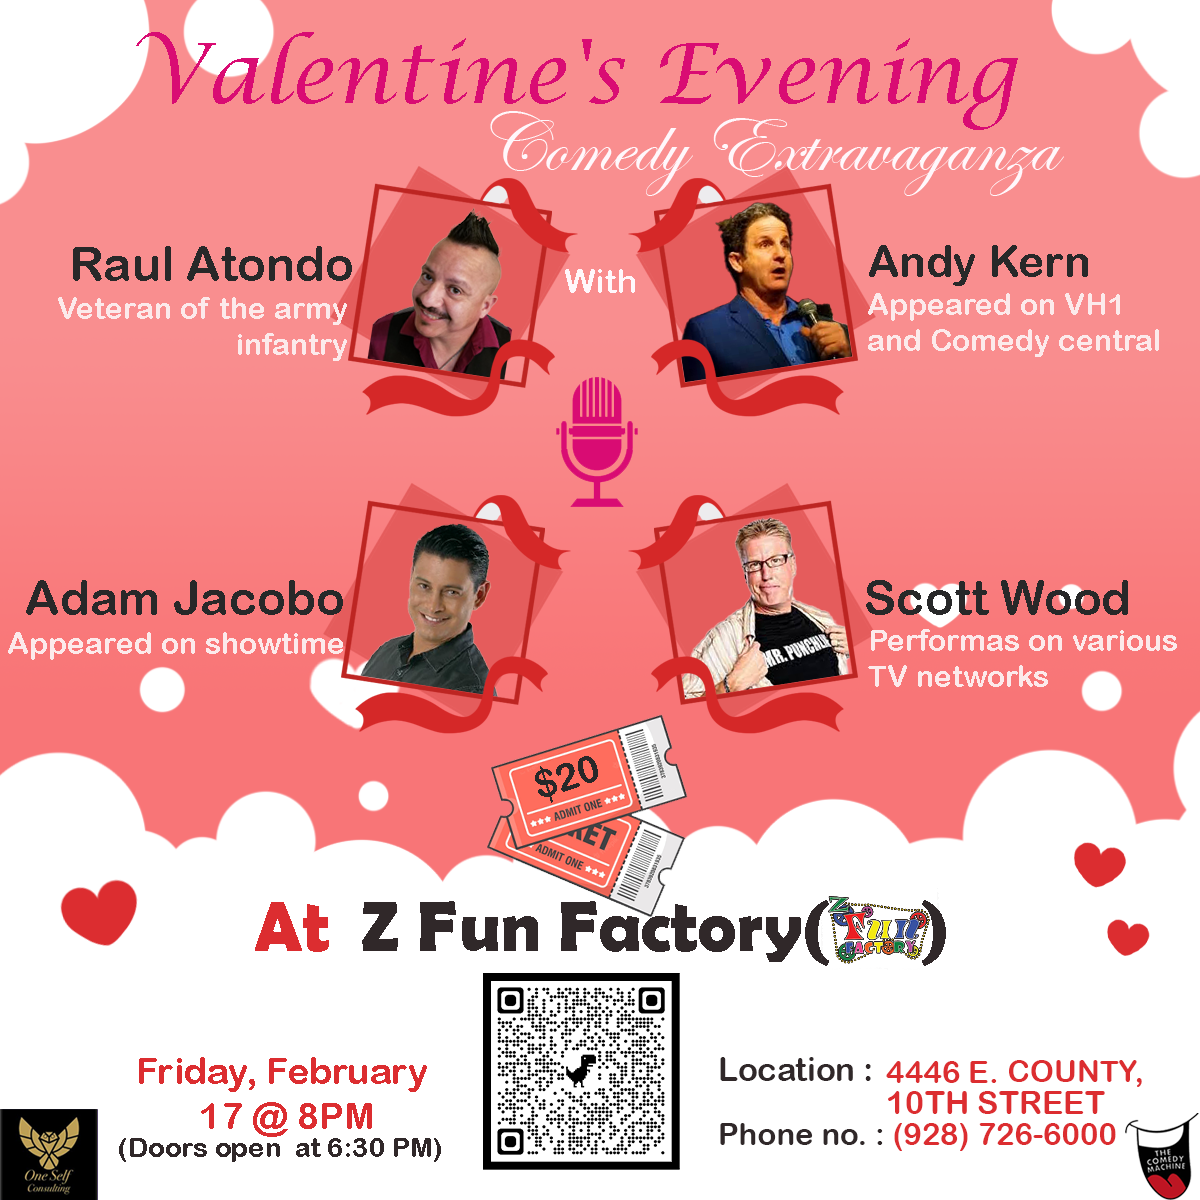 Valentine's Evening
Comedy Extravaganza
Raul Atondo
Veteran of the army
infantry
With
Andy Kern
Appeared on VH1
and Comedy central
Adam Jacobo
Appeared on showtime
Scott Wood
Performas on various
TV networks
MR. PUNCHLINE
$20
ADMIT ONE
KET
ADMIT ONE
At Z Fun Factory(
Z
Fun
FACTORY
)
Friday, February
17 @ 8PM
(Doors open at 6:30 PM)
Location : 4446 E. COUNTY,
10TH STREET
Phone no. : (928) 726-6000
One Self
Consulting
THE
COMEDY
MACHINE